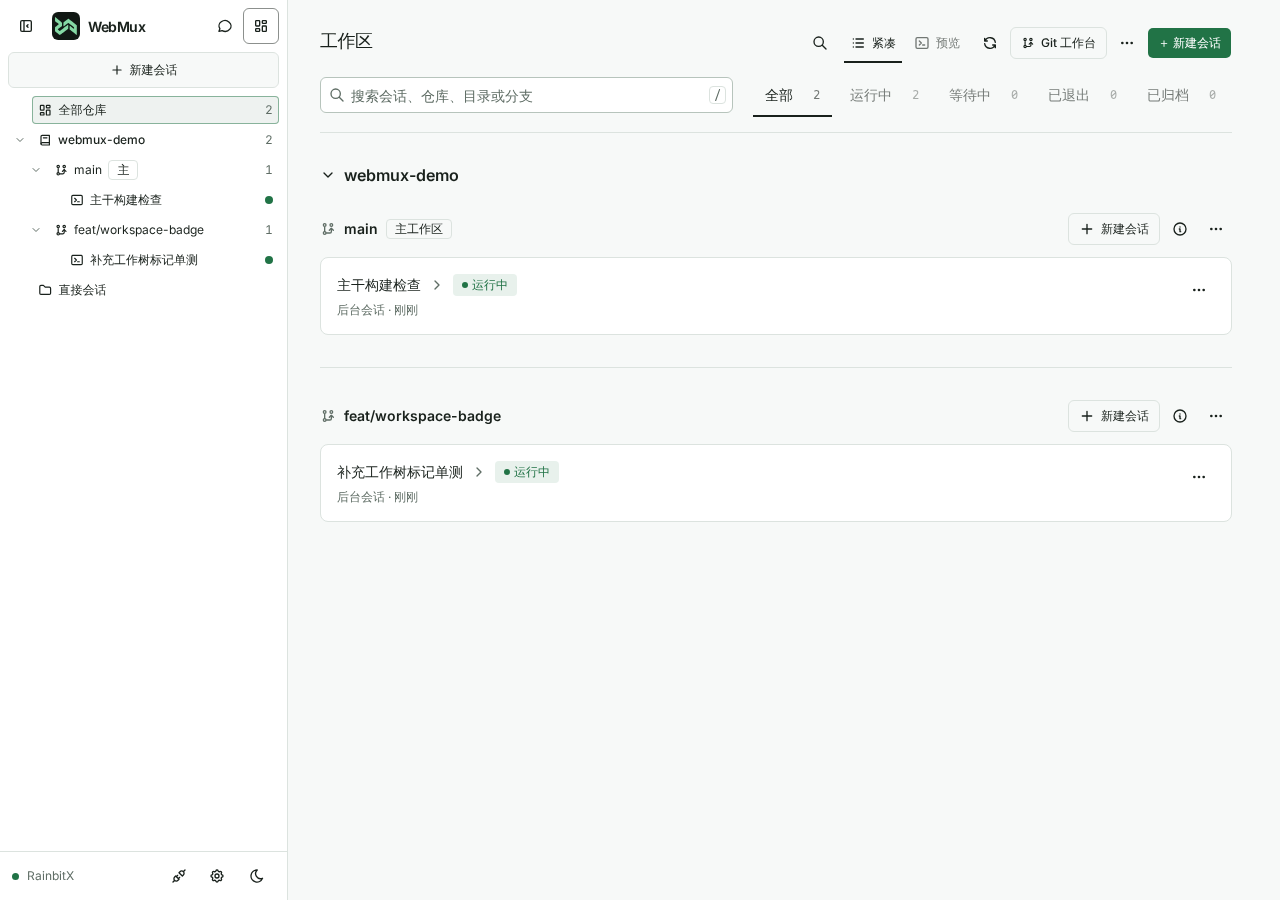 WebMux
新建会话
全部仓库 2
webmux-demo 2
main 主 1
主干构建检查
feat/workspace-badge 1
补充工作树标记单测
直接会话
RainbitX
工作区
紧凑 预览 Git 工作台 + 新建会话
搜索会话、仓库、目录或分支 /
全部 2 运行中 2 等待中 0 已退出 0 已归档 0
webmux-demo
main 主工作区 新建会话
主干构建检查 运行中
后台会话 · 刚刚
feat/workspace-badge 新建会话
补充工作树标记单测 运行中
后台会话 · 刚刚